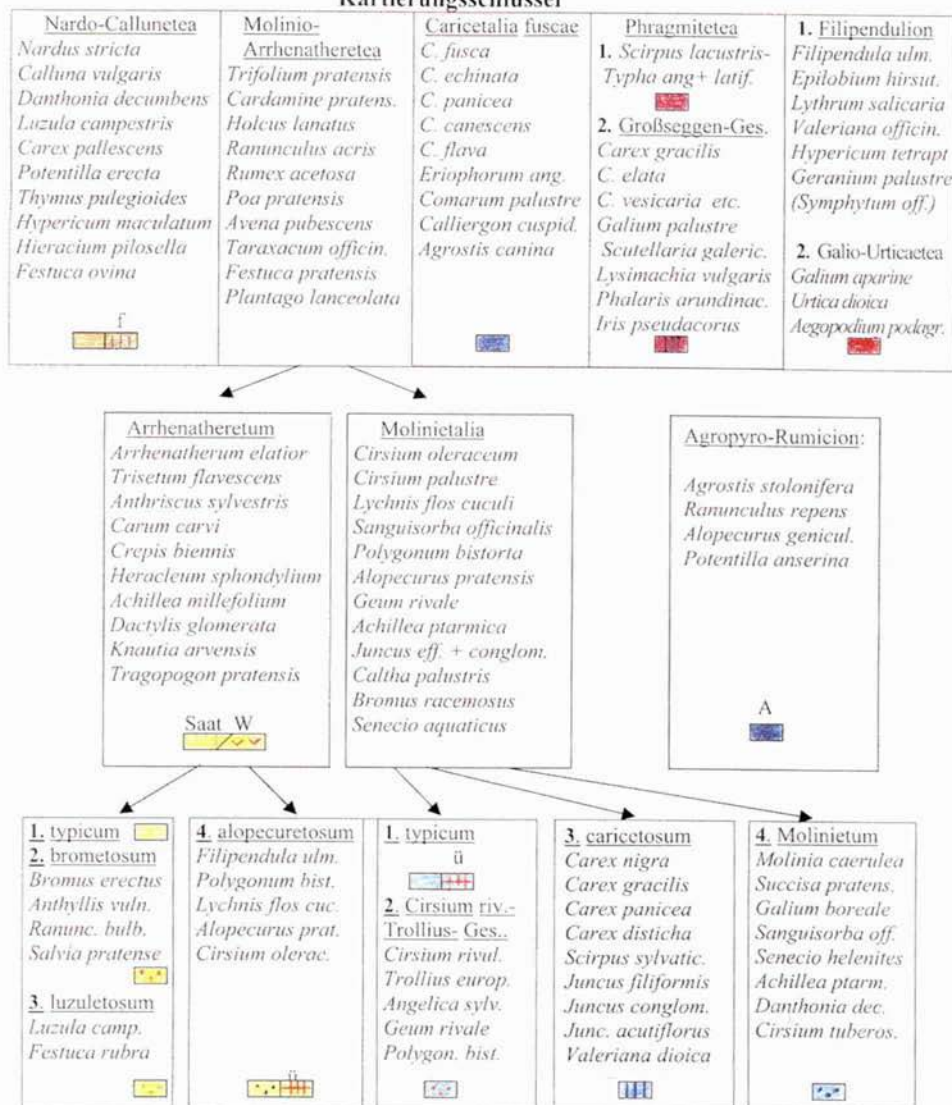 Kartierungsschlüssel
Nardo-Callunetea
Nardus stricta
Calluna vulgaris
Danthonia decumbens
Luzula campestris
Carex pallescens
Potentilla erecta
Thymus pulegioides
Hypericum maculatum
Hieracium pilosella
Festuca ovina
f
Molinio-
Arrhenatheretea
Trifolium pratensis
Cardamine pratens.
Holcus lanatus
Ranunculus acris
Rumex acetosa
Poa pratensis
Avena pubescens
Taraxacum officin.
Festuca pratensis
Plantago lanceolata
Caricetalia fuscae
C. fusca
C. echinata
C. panicea
C. canescens
C. flava
Eriophorum ang.
Comarum palustre
Calliergon cuspid.
Agrostis canina
Phragmitetea
1. Scirpus lacustris-
Typha ang+ latif.
2. Großseggen-Ges.
Carex gracilis
C. elata
C. vesicaria etc.
Galium palustre
Scutellaria galeric.
Lysimachia vulgaris
Phalaris arundinac.
Iris pseudacorus
1. Filipendulion
Filipendula ulm.
Epilobium hirsut.
Lythrum salicaria
Valeriana officin.
Hypericum tetrapt
Geranium palustre
(Symphytum off.)
2. Galio-Urticaetea
Galium aparine
Urtica dioica
Aegopodium podagr.
Arrhenatheretum
Arrhenatherum elatior
Trisetum flavescens
Anthriscus sylvestris
Carum carvi
Crepis biennis
Heracleum sphondylium
Achillea millefolium
Dactylis glomerata
Knautia arvensis
Tragopogon pratensis
Saat W
Molinietalia
Cirsium oleraceum
Cirsium palustre
Lychnis flos cuculi
Sanguisorba officinalis
Polygonum bistorta
Alopecurus pratensis
Geum rivale
Achillea ptarmica
Juncus eff. + conglom.
Caltha palustris
Bromus racemosus
Senecio aquaticus
Agropyro-Rumicion:
Agrostis stolonifera
Ranunculus repens
Alopecurus genicul.
Potentilla anserina
A
1. typicum
2. brometosum
Bromus erectus
Anthyllis vuln.
Ranunc. bulb.
Salvia pratense
3. luzuletosum
Luzula camp.
Festuca rubra
4. alopecuretosum
Filipendula ulm.
Polygonum bist.
Lychnis flos cuc.
Alopecurus prat.
Cirsium olerac.
ü
1. typicum
ü
2. Cirsium riv.-
Trollius- Ges..
Cirsium rivul.
Trollius europ.
Angelica sylv.
Geum rivale
Polygon. bist.
3. caricetosum
Carex nigra
Carex gracilis
Carex panicea
Carex disticha
Scirpus sylvatic.
Juncus filiformis
Juncus conglom.
Junc. acutiflorus
Valeriana dioica
4. Molinietum
Molinia caerulea
Succisa pratens.
Galium boreale
Sanguisorba off.
Senecio helenites
Achillea ptarm.
Danthonia dec.
Cirsium tuberos.